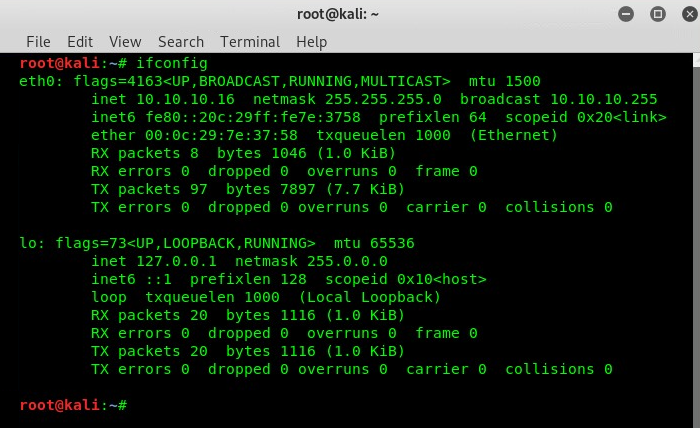 root@kali: ~
File Edit View Search Terminal Help
root@kali:~# ifconfig
eth0: flags=4163<UP,BROADCAST,RUNNING,MULTICAST>  mtu 1500
        inet 10.10.10.16  netmask 255.255.255.0  broadcast 10.10.10.255
        inet6 fe80::20c:29ff:fe7e:3758  prefixlen 64  scopeid 0x20<link>
        ether 00:0c:29:7e:37:58  txqueuelen 1000  (Ethernet)
        RX packets 8  bytes 1046 (1.0 KiB)
        RX errors 0  dropped 0  overruns 0  frame 0
        TX packets 97  bytes 7897 (7.7 KiB)
        TX errors 0  dropped 0 overruns 0  carrier 0  collisions 0

lo: flags=73<UP,LOOPBACK,RUNNING>  mtu 65536
        inet 127.0.0.1  netmask 255.0.0.0
        inet6 ::1  prefixlen 128  scopeid 0x10<host>
        loop  txqueuelen 1000  (Local Loopback)
        RX packets 20  bytes 1116 (1.0 KiB)
        RX errors 0  dropped 0  overruns 0  frame 0
        TX packets 20  bytes 1116 (1.0 KiB)
        TX errors 0  dropped 0 overruns 0  carrier 0  collisions 0

root@kali:~#